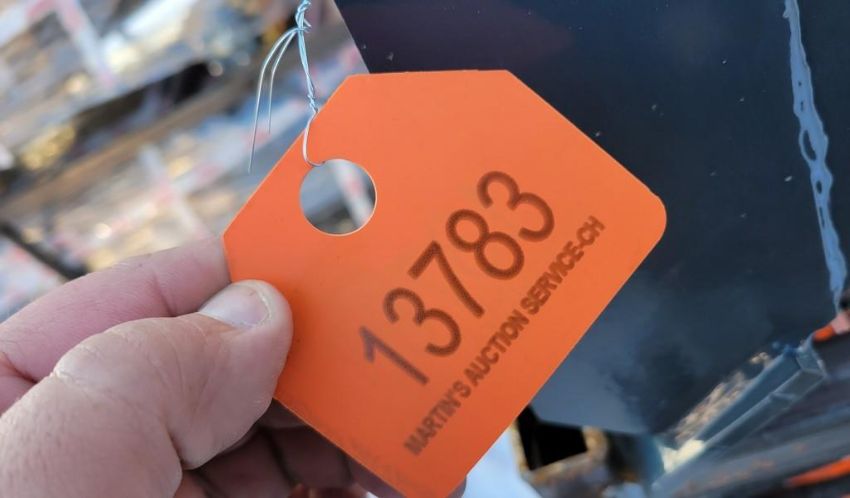 13783
MARTIN'S AUCTION SERVICE-CH